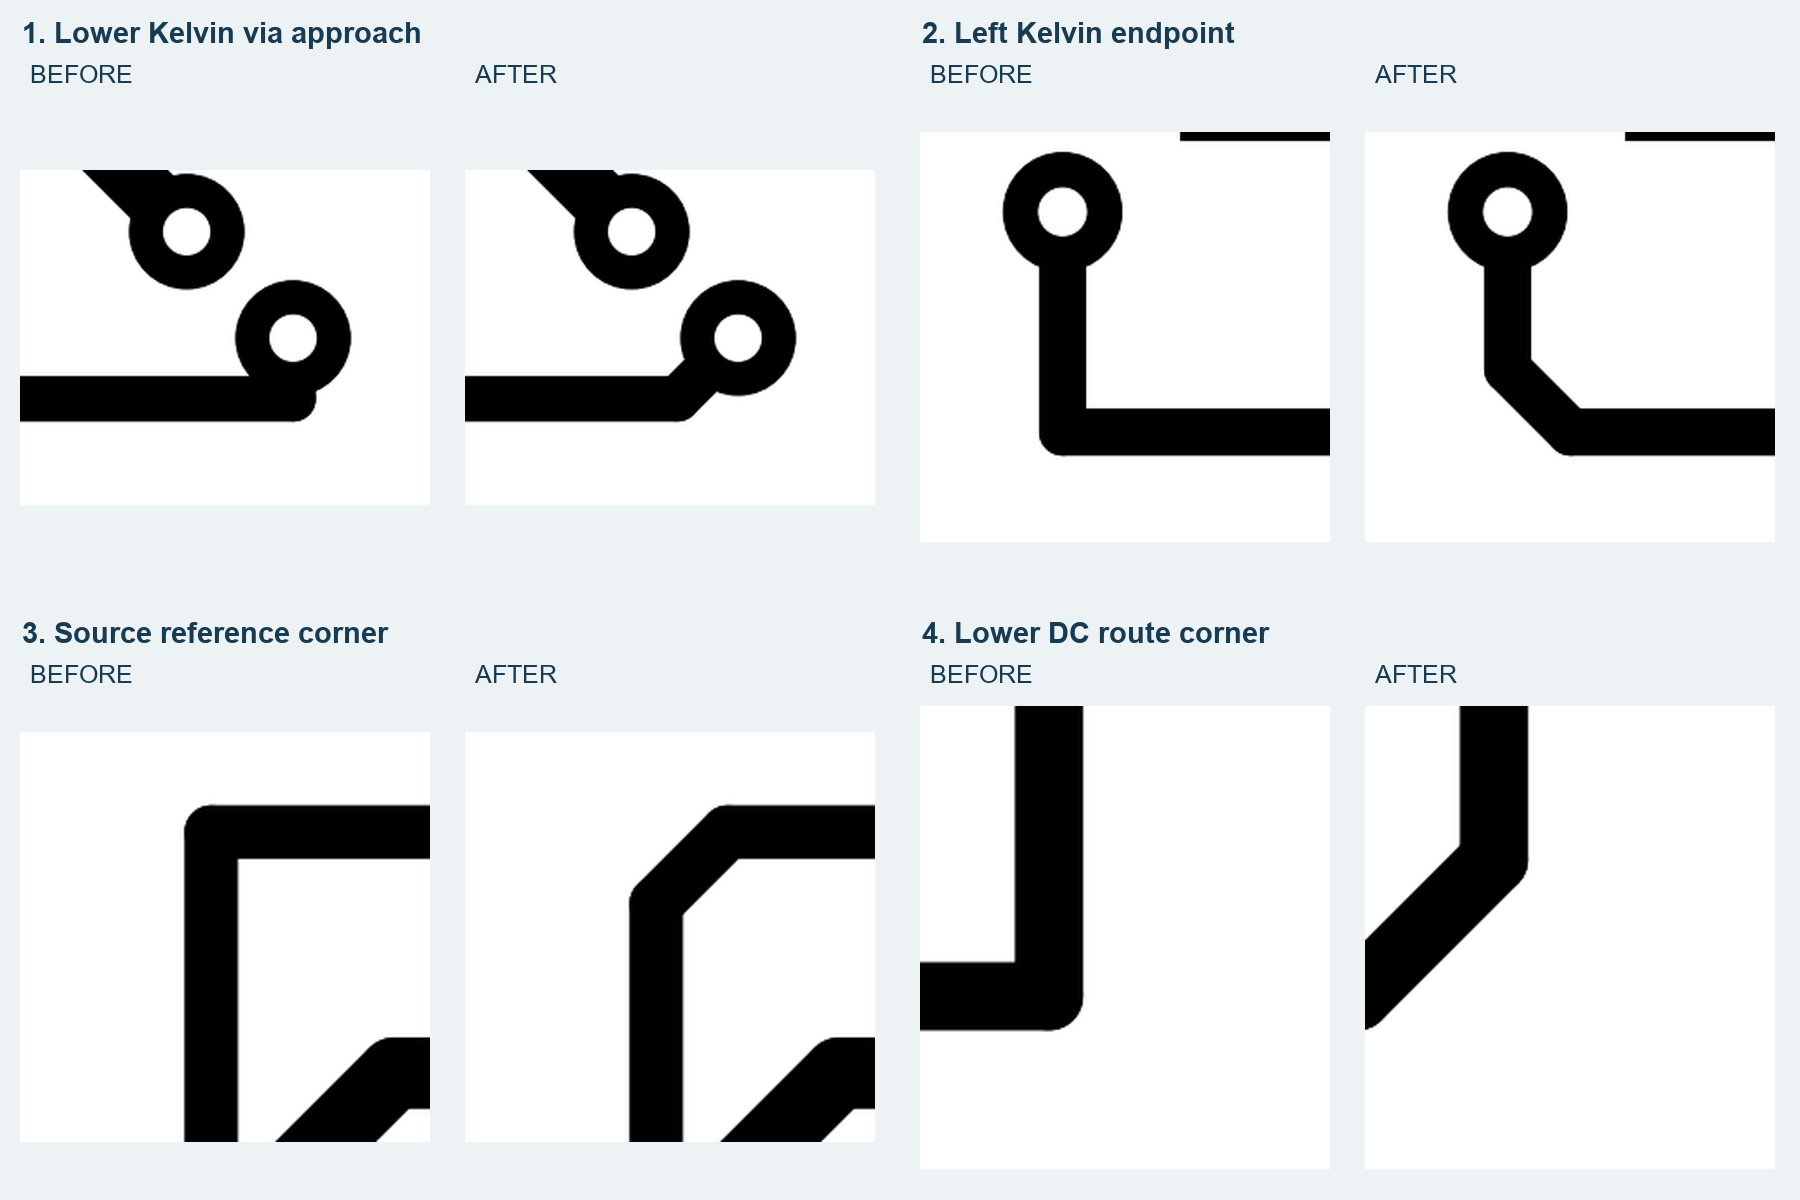 1. Lower Kelvin via approach
BEFORE
AFTER
2. Left Kelvin endpoint
BEFORE
AFTER
3. Source reference corner
BEFORE
AFTER
4. Lower DC route corner
BEFORE
AFTER